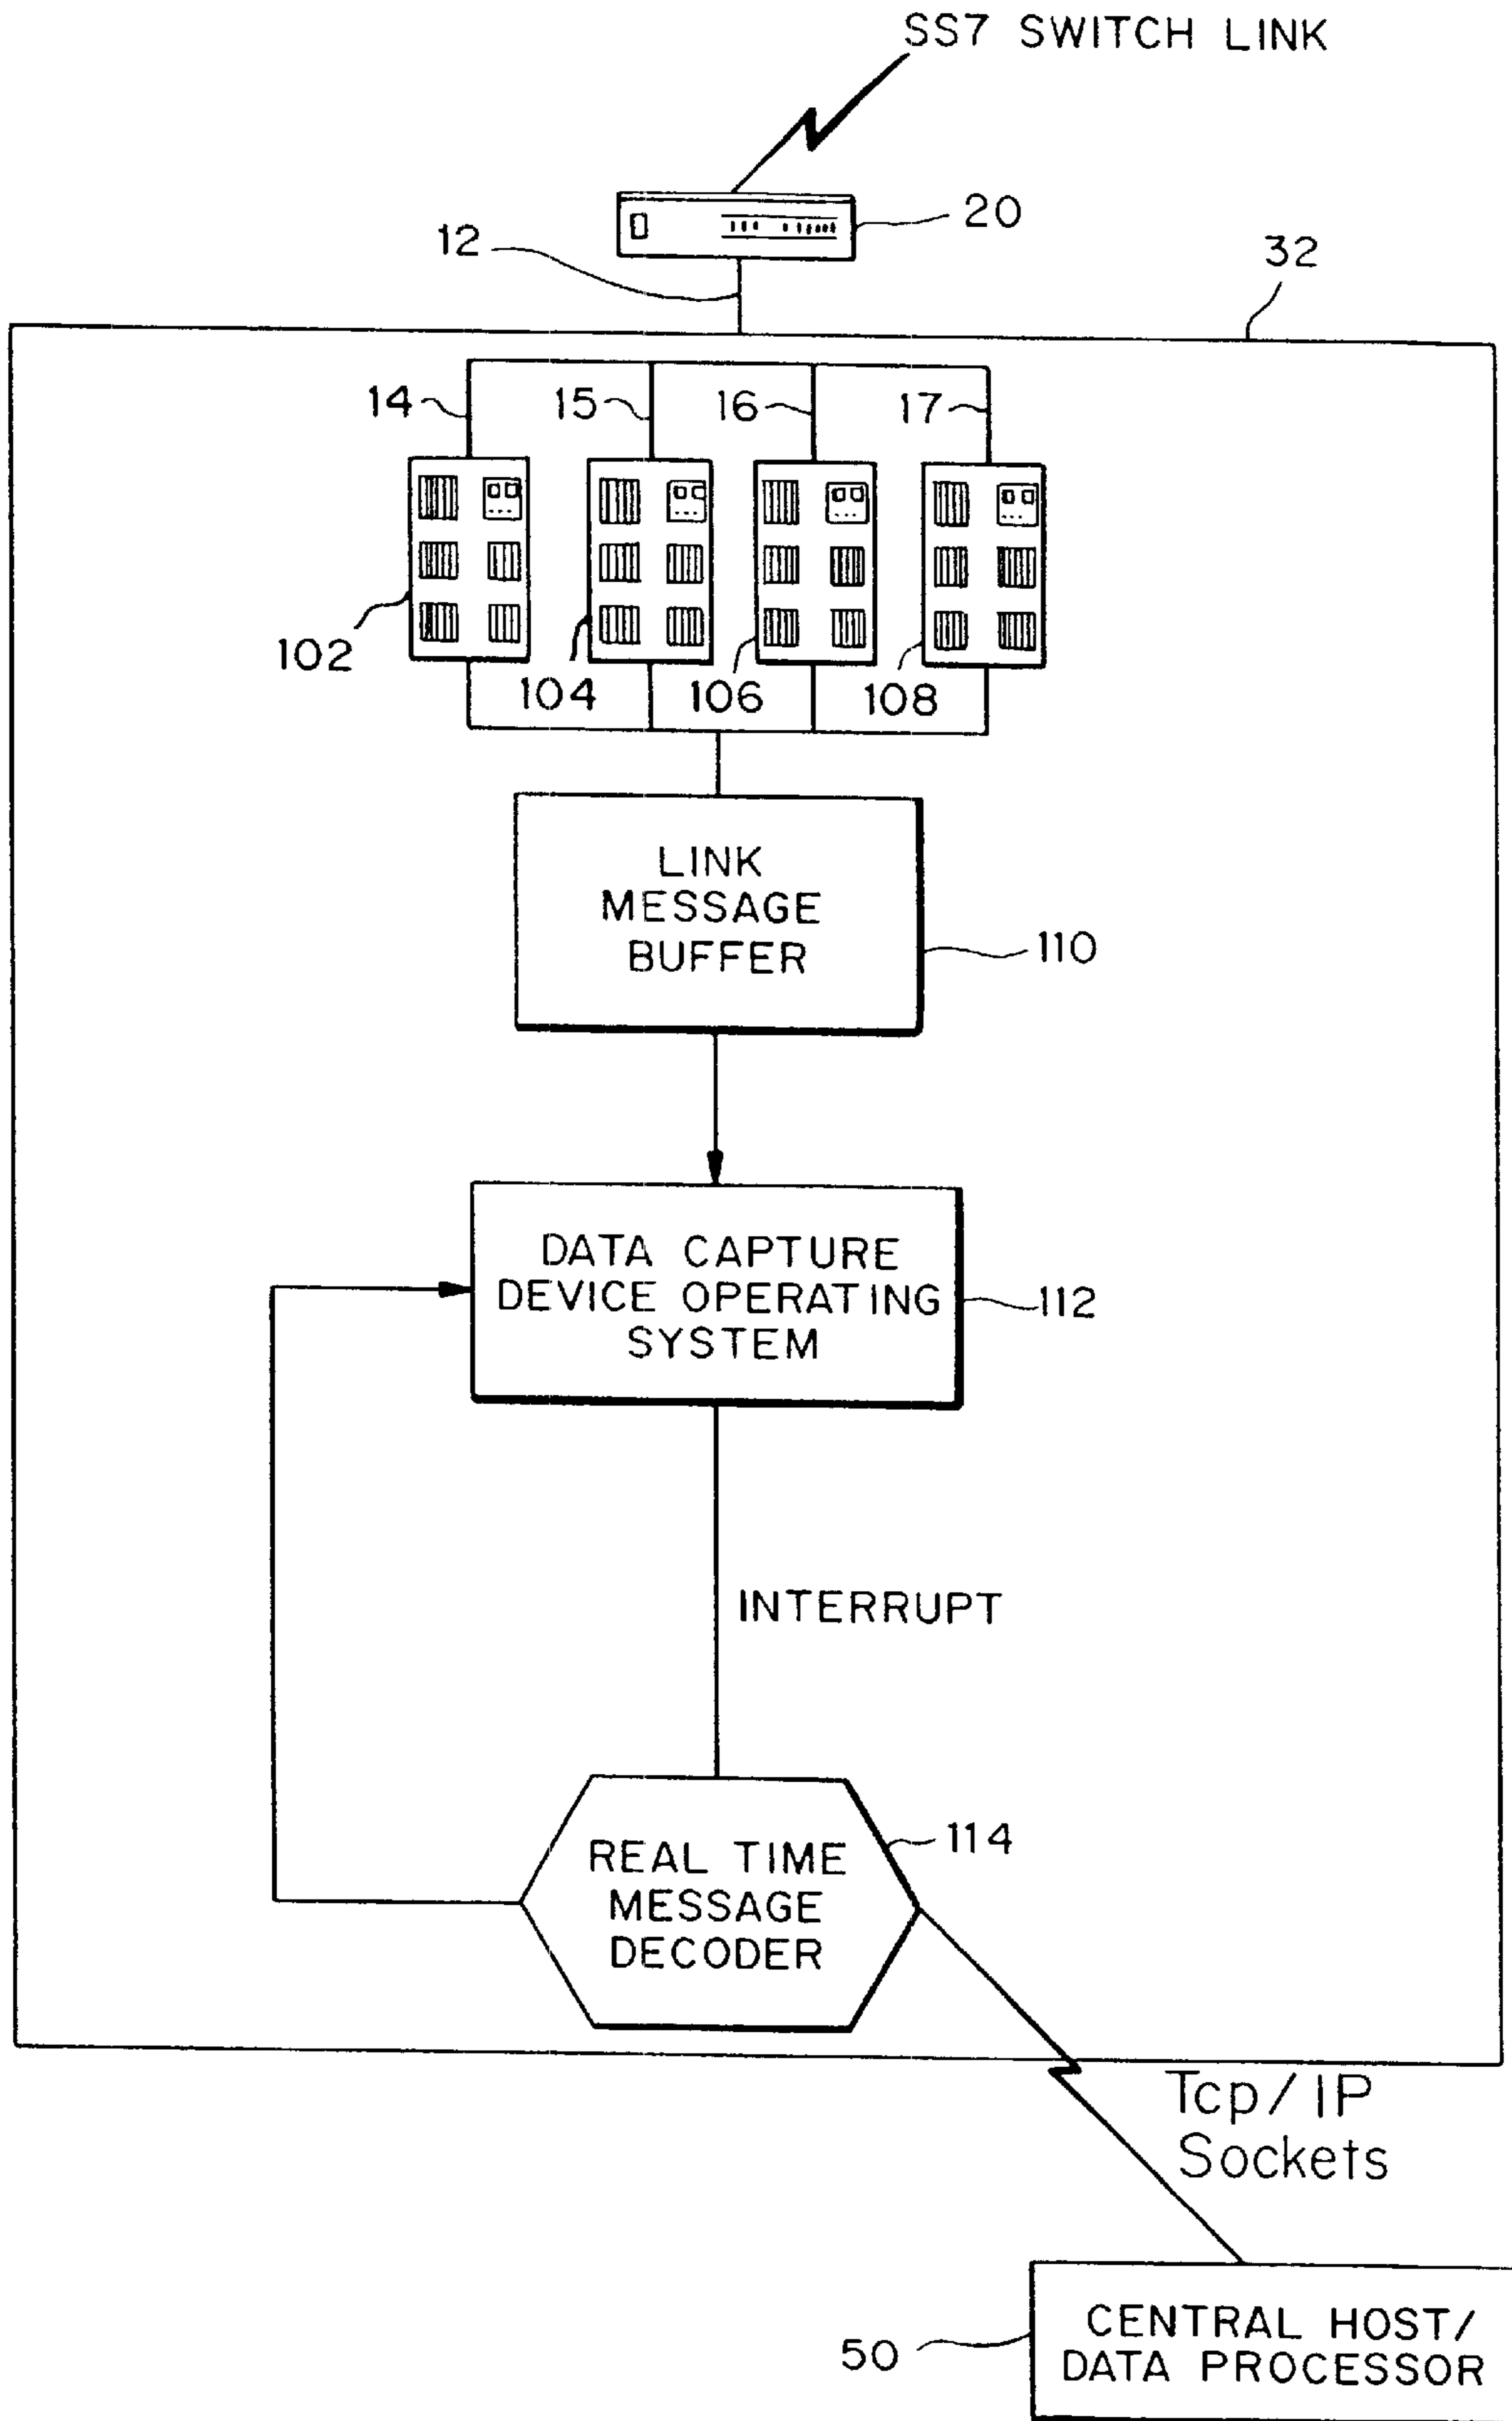 SS7 SWITCH LINK
20
12
32
14
15
16
17
102
104
106
108
LINK
MESSAGE
BUFFER
110
DATA CAPTURE
DEVICE OPERATING
SYSTEM
112
INTERRUPT
REAL TIME
MESSAGE
DECODER
114
Tcp/IP
Sockets
CENTRAL HOST/
DATA PROCESSOR
50